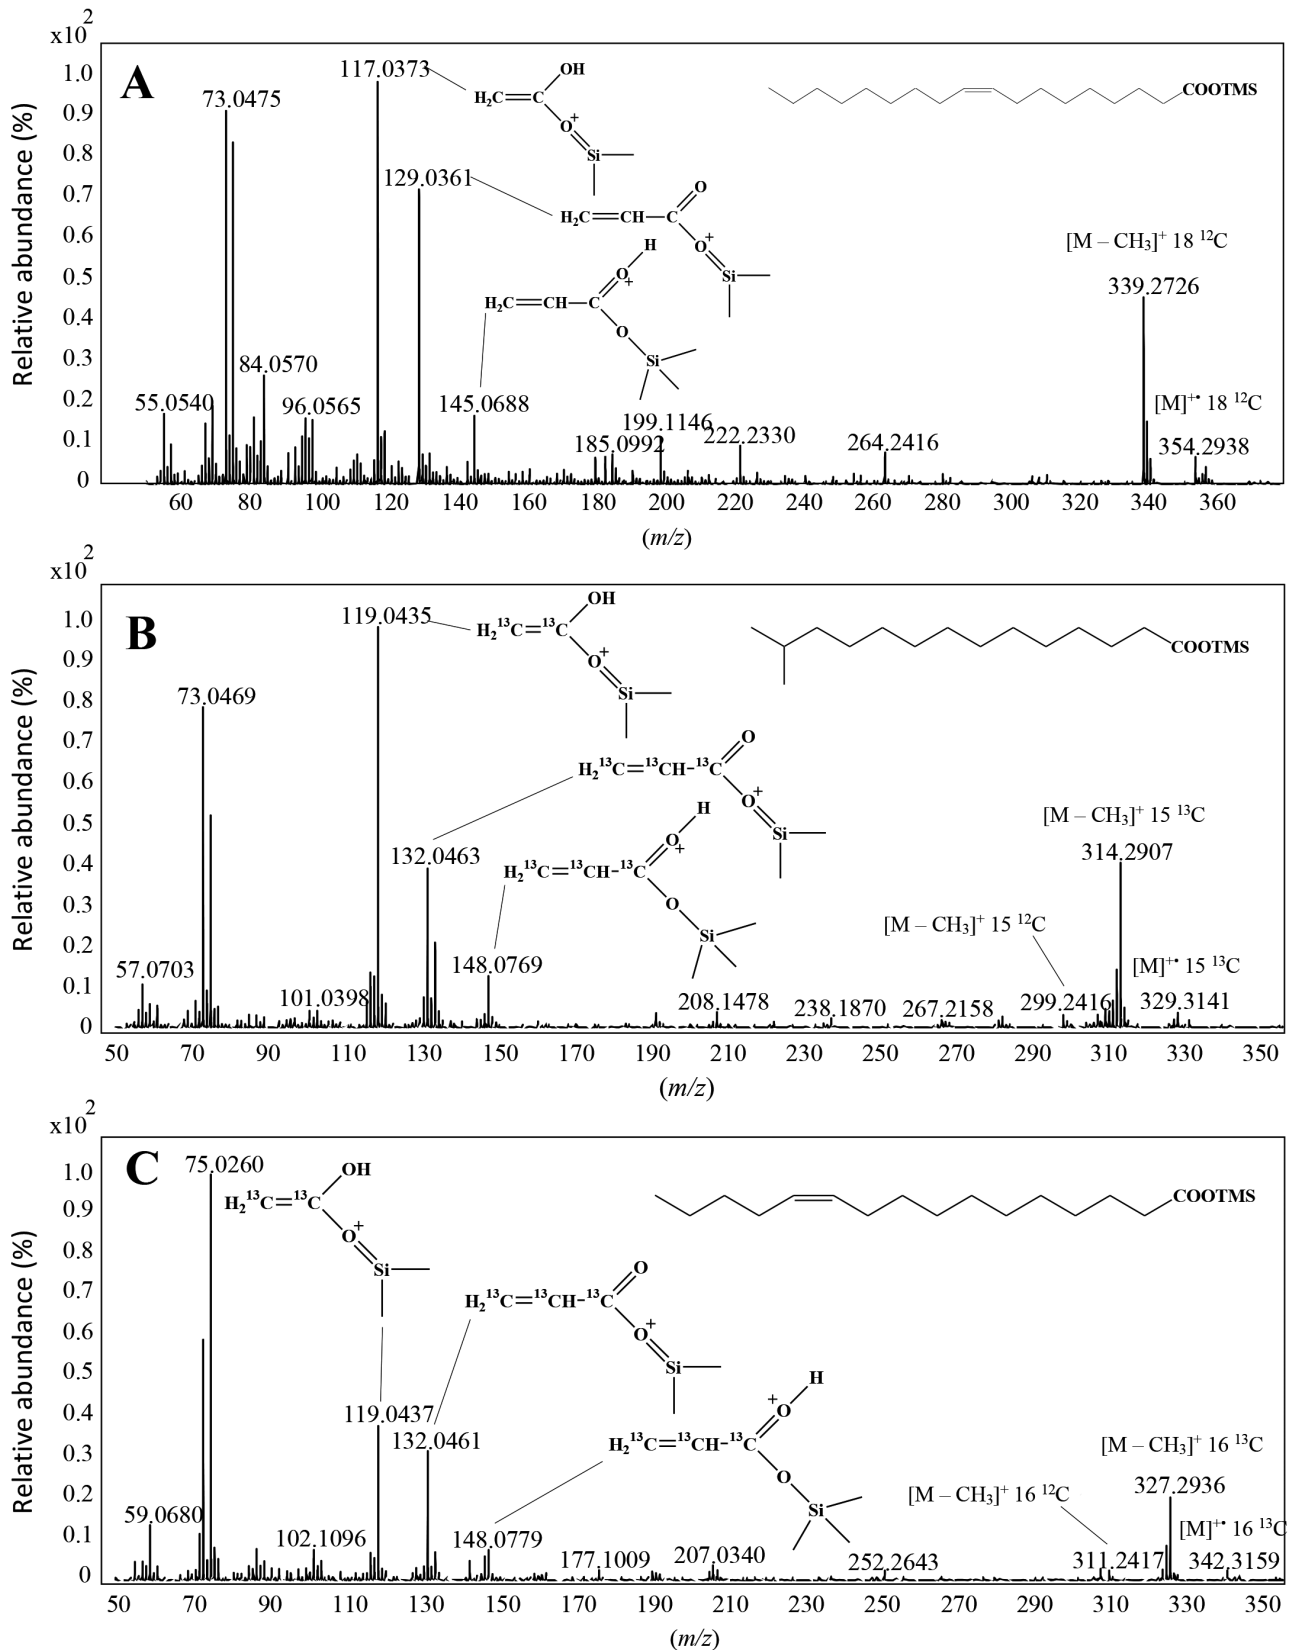 x10 2
A
Relative abundance (%)
1.0
0.9
0.8
0.7
0.6
0.5
0.4
0.3
0.2
0.1
0
117.0373
73.0475
129.0361
84.0570
55.0540
96.0565
145.0688
185.0992
199.1146
222.2330
264.2416
[M – CH3]+ 18 12C
339.2726
[M]+• 18 12C
354.2938
OH
H2C=C
O+
Si
COOTMS
O
H2C=CH–C
O+
Si
H
O+
H2C=CH–C
O
Si
60 80 100 120 140 160 180 200 220 240 260 280 300 320 340 360
(m/z)
x10 2
B
Relative abundance (%)
1.0
0.9
0.8
0.7
0.6
0.5
0.4
0.3
0.2
0.1
0
119.0435
73.0469
132.0463
57.0703
101.0398
148.0769
208.1478
238.1870
267.2158
[M – CH3]+ 15 12C
299.2416
[M – CH3]+ 15 13C
314.2907
[M]+• 15 13C
329.3141
OH
H2 13C=13C
O+
Si
COOTMS
O
H2 13C=13CH–13C
O+
Si
H
O+
H2 13C=13CH–13C
O
Si
50 70 90 110 130 150 170 190 210 230 250 270 290 310 330 350
(m/z)
x10 2
C
Relative abundance (%)
1.0
0.9
0.8
0.7
0.6
0.5
0.4
0.3
0.2
0.1
0
75.0260
119.0437
132.0461
59.0680
102.1096
148.0779
177.1009
207.0340
252.2643
[M – CH3]+ 16 12C
311.2417
[M – CH3]+ 16 13C
327.2936
[M]+• 16 13C
342.3159
OH
H2 13C=13C
O+
Si
COOTMS
O
H2 13C=13CH–13C
O+
Si
H
O+
H2 13C=13CH–13C
O
Si
50 70 90 110 130 150 170 190 210 230 250 270 290 310 330 350
(m/z)